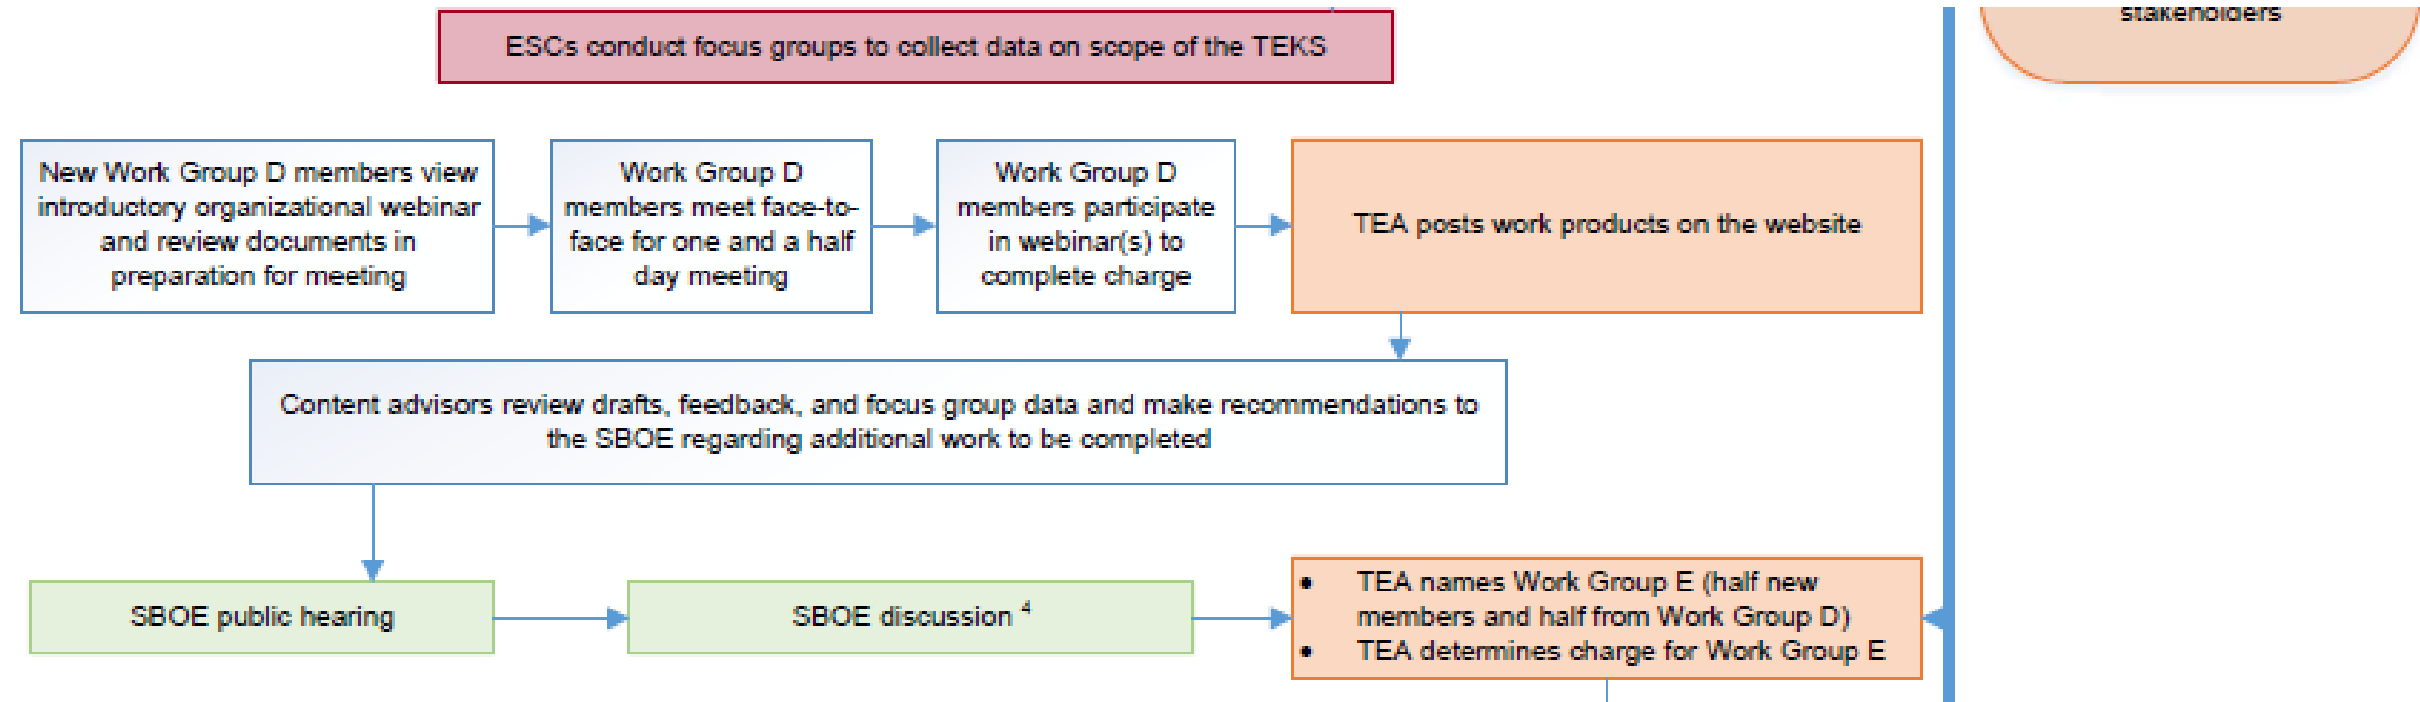 stakeholders
ESCs conduct focus groups to collect data on scope of the TEKS
New Work Group D members view
introductory organizational webinar
and review documents in
preparation for meeting
Work Group D
members meet face-to-
face for one and a half
day meeting
Work Group D
members participate
in webinar(s) to
complete charge
TEA posts work products on the website
Content advisors review drafts, feedback, and focus group data and make recommendations to
the SBOE regarding additional work to be completed
SBOE public hearing
SBOE discussion 4
• TEA names Work Group E (half new
members and half from Work Group D)
• TEA determines charge for Work Group E